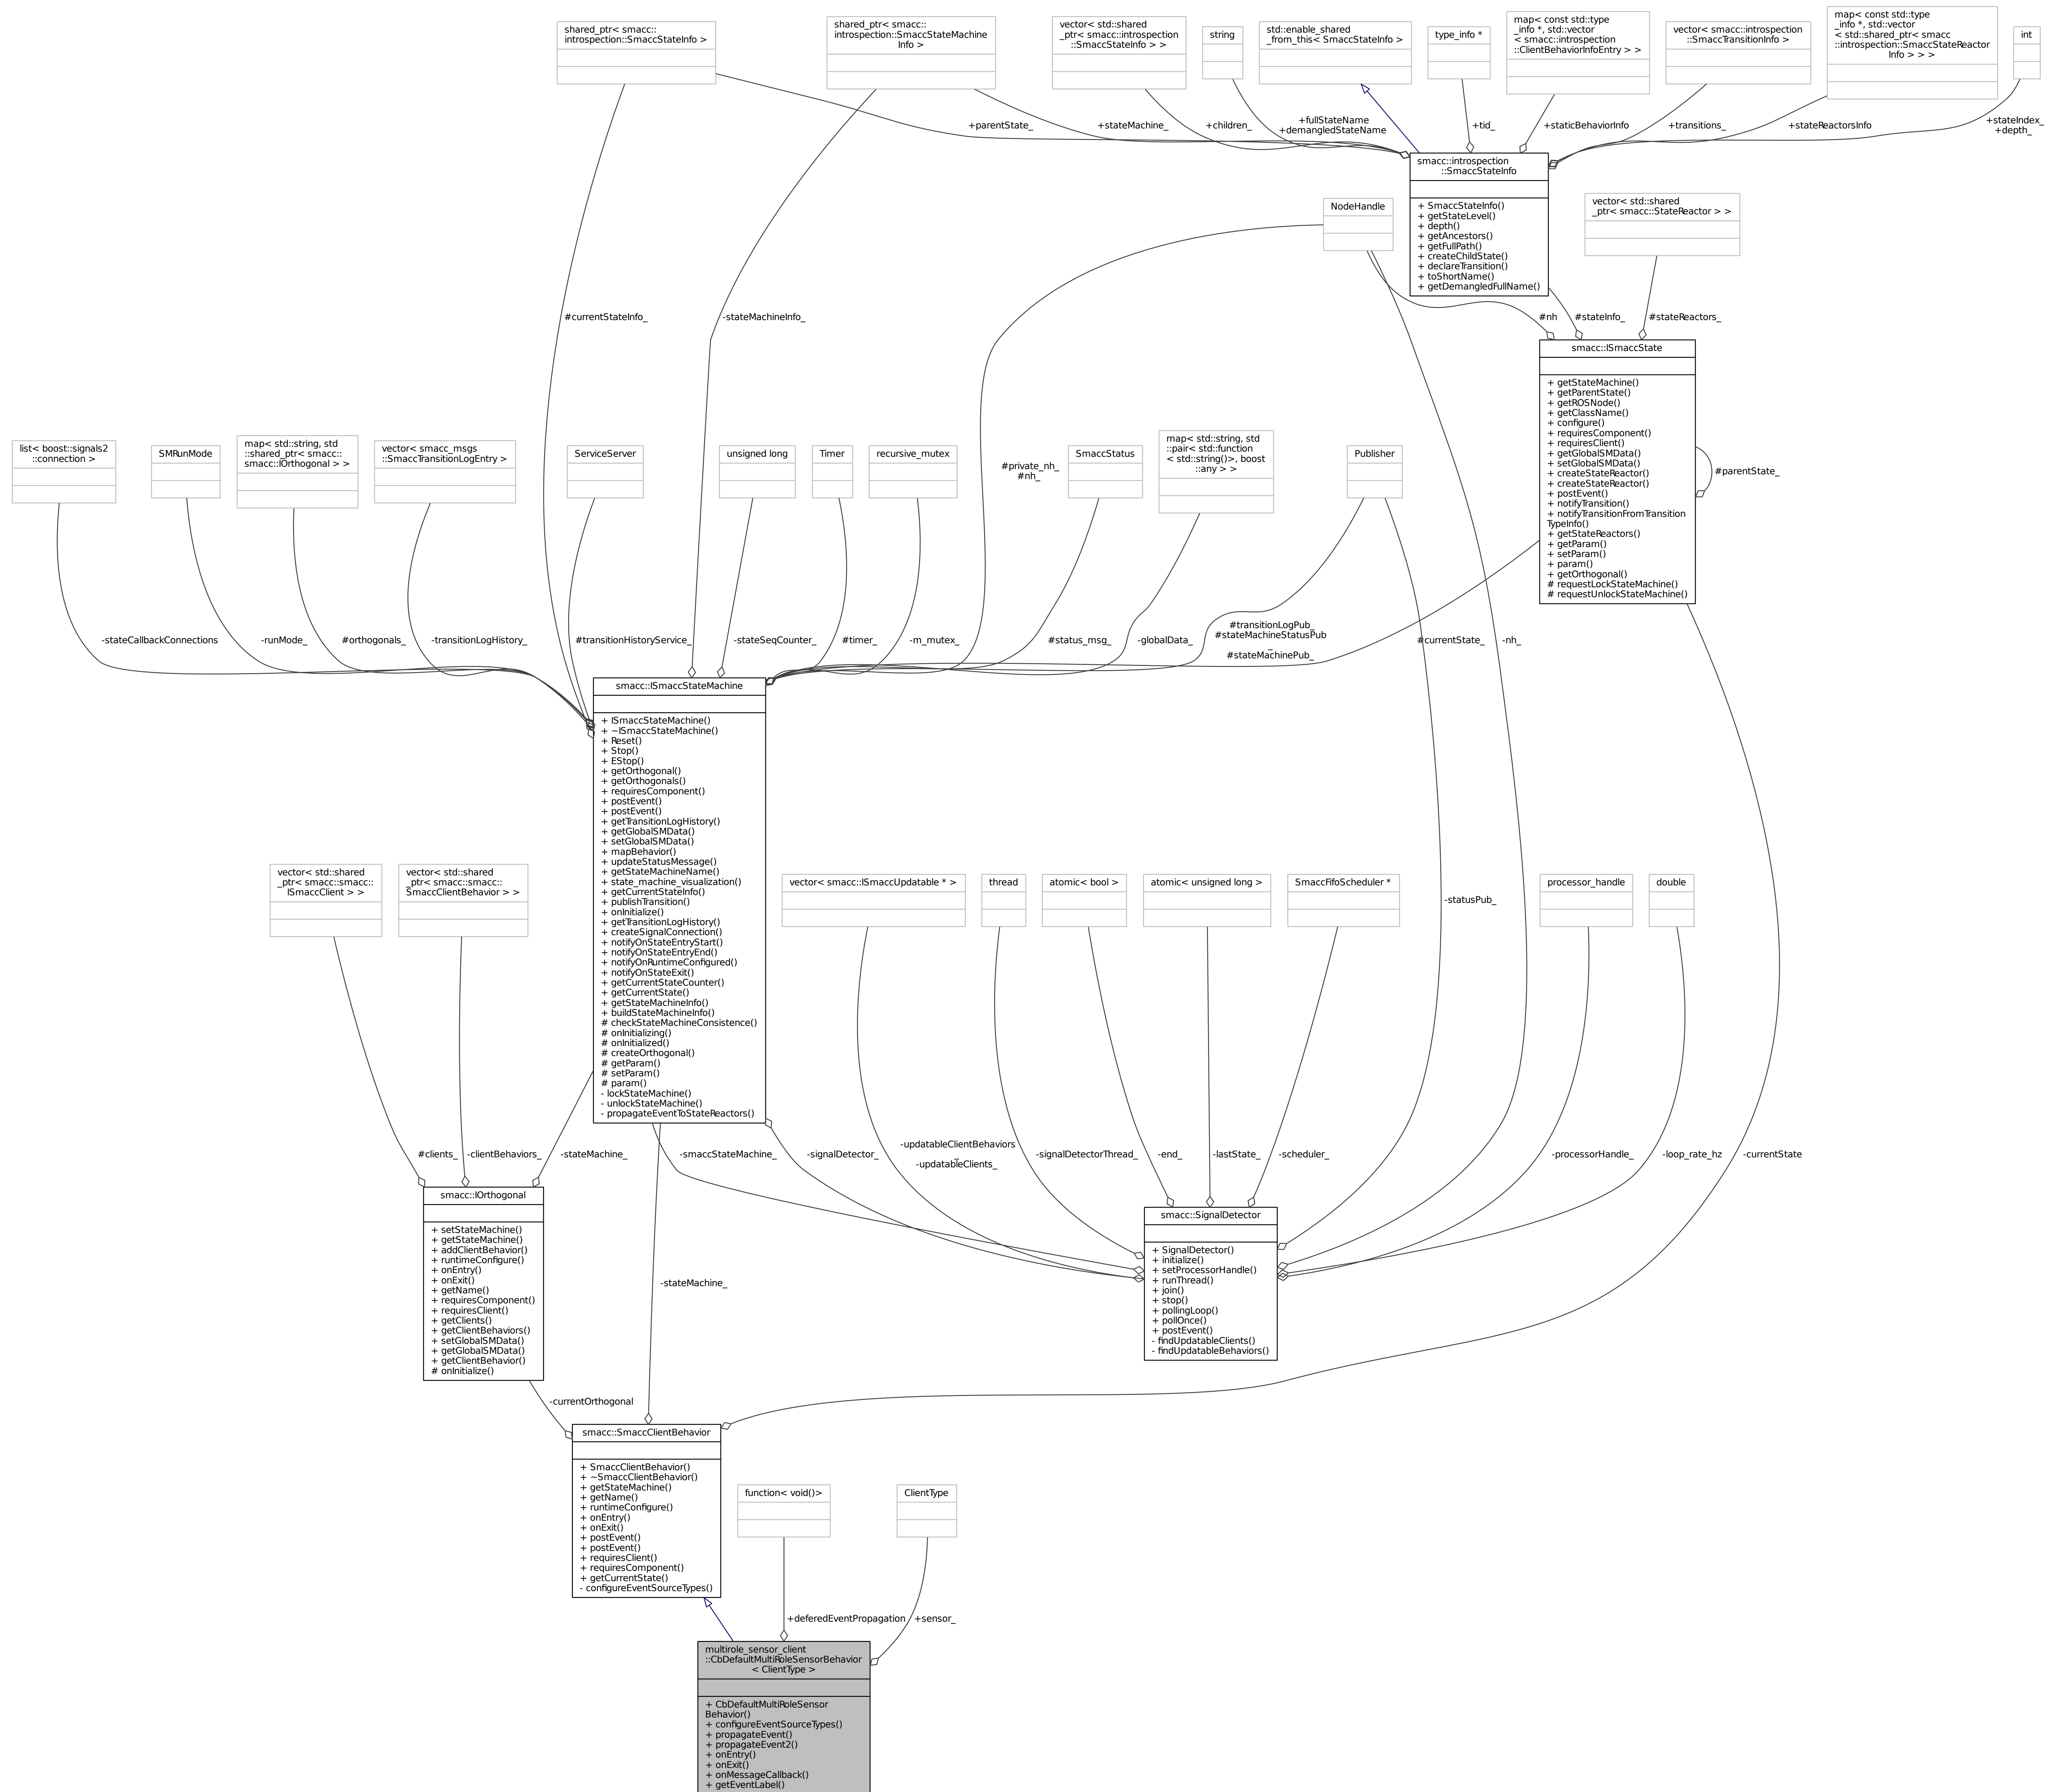 shared_ptr< smacc::
introspection::SmaccStateInfo >
shared_ptr< smacc::
introspection::SmaccStateMachine
Info >
vector< std::shared
_ptr< smacc::introspection
::SmaccStateInfo > >
string
std::enable_shared
_from_this< SmaccStateInfo >
type_info *
map< const std::type
_info *, std::vector
< smacc::introspection
::ClientBehaviorInfoEntry > >
vector< smacc::introspection
::SmaccTransitionInfo >
map< const std::type
_info *, std::vector
< std::shared_ptr< smacc
::introspection::SmaccStateReactor
Info > > >
int
+parentState_
+stateMachine_
+children_
+fullStateName
+demangledStateName
+tid_
+staticBehaviorInfo
+transitions_
+stateReactorsInfo
+stateIndex_
+depth_
smacc::introspection
::SmaccStateInfo
+ SmaccStateInfo()
+ getStateLevel()
+ depth()
+ getAncestors()
+ getFullPath()
+ createChildState()
+ declareTransition()
+ toShortName()
+ getDemangledFullName()
NodeHandle
vector< std::shared
_ptr< smacc::StateReactor > >
#currentStateInfo_
-stateMachineInfo_
#nh
#stateInfo_
#stateReactors_
smacc::ISmaccState
+ getStateMachine()
+ getParentState()
+ getROSNode()
+ getClassName()
+ configure()
+ requiresComponent()
+ requiresClient()
+ getGlobalSMData()
+ setGlobalSMData()
+ createStateReactor()
+ createStateReactor()
+ postEvent()
+ notifyTransition()
+ notifyTransitionFromTransition
TypeInfo()
+ getStateReactors()
+ getParam()
+ setParam()
+ param()
+ getOrthogonal()
# requestLockStateMachine()
# requestUnlockStateMachine()
#parentState_
list< boost::signals2
::connection >
SMRunMode
map< std::string, std
::shared_ptr< smacc::
smacc::IOrthogonal > >
vector< smacc_msgs
::SmaccTransitionLogEntry >
ServiceServer
unsigned long
Timer
recursive_mutex
#private_nh_
#nh_
SmaccStatus
map< std::string, std
::pair< std::function
< std::string()>, boost
::any > >
Publisher
-stateCallbackConnections
-runMode_
#orthogonals_
-transitionLogHistory_
#transitionHistoryService_
-stateSeqCounter_
#timer_
-m_mutex_
#status_msg_
-globalData_
#transitionLogPub_
#stateMachineStatusPub
_
#stateMachinePub_
#currentState_
-nh_
smacc::ISmaccStateMachine
+ ISmaccStateMachine()
+ ~ISmaccStateMachine()
+ Reset()
+ Stop()
+ EStop()
+ getOrthogonal()
+ getOrthogonals()
+ requiresComponent()
+ postEvent()
+ postEvent()
+ getTransitionLogHistory()
+ getGlobalSMData()
+ setGlobalSMData()
+ mapBehavior()
+ updateStatusMessage()
+ getStateMachineName()
+ state_machine_visualization()
+ getCurrentStateInfo()
+ publishTransition()
+ onInitialize()
+ getTransitionLogHistory()
+ createSignalConnection()
+ notifyOnStateEntryStart()
+ notifyOnStateEntryEnd()
+ notifyOnRuntimeConfigured()
+ notifyOnStateExit()
+ getCurrentStateCounter()
+ getCurrentState()
+ getStateMachineInfo()
+ buildStateMachineInfo()
# checkStateMachineConsistence()
# onInitializing()
# onInitialized()
# createOrthogonal()
# getParam()
# setParam()
# param()
- lockStateMachine()
- unlockStateMachine()
- propagateEventToStateReactors()
vector< std::shared
_ptr< smacc::smacc::
ISmaccClient > >
vector< std::shared
_ptr< smacc::smacc::
SmaccClientBehavior > >
vector< smacc::ISmaccUpdatable * >
thread
atomic< bool >
atomic< unsigned long >
SmaccFifoScheduler *
-statusPub_
processor_handle
double
#clients_
-clientBehaviors_
-stateMachine_
-smaccStateMachine_
-signalDetector_
-updatableClientBehaviors
_
-updatableClients_
-signalDetectorThread_
-end_
-lastState_
-scheduler_
-processorHandle_
-loop_rate_hz
-currentState
smacc::IOrthogonal
+ setStateMachine()
+ getStateMachine()
+ addClientBehavior()
+ runtimeConfigure()
+ onEntry()
+ onExit()
+ getName()
+ requiresComponent()
+ requiresClient()
+ getClients()
+ getClientBehaviors()
+ setGlobalSMData()
+ getGlobalSMData()
+ getClientBehavior()
# onInitialize()
smacc::SignalDetector
+ SignalDetector()
+ initialize()
+ setProcessorHandle()
+ runThread()
+ join()
+ stop()
+ pollingLoop()
+ pollOnce()
+ postEvent()
- findUpdatableClients()
- findUpdatableBehaviors()
-stateMachine_
-currentOrthogonal
smacc::SmaccClientBehavior
+ SmaccClientBehavior()
+ ~SmaccClientBehavior()
+ getStateMachine()
+ getName()
+ runtimeConfigure()
+ onEntry()
+ onExit()
+ postEvent()
+ postEvent()
+ requiresClient()
+ requiresComponent()
+ getCurrentState()
- configureEventSourceTypes()
function< void()>
ClientType
+deferedEventPropagation
+sensor_
multirole_sensor_client
::CbDefaultMultiRoleSensorBehavior
< ClientType >
+ CbDefaultMultiRoleSensor
Behavior()
+ configureEventSourceTypes()
+ propagateEvent()
+ propagateEvent2()
+ onEntry()
+ onExit()
+ onMessageCallback()
+ getEventLabel()